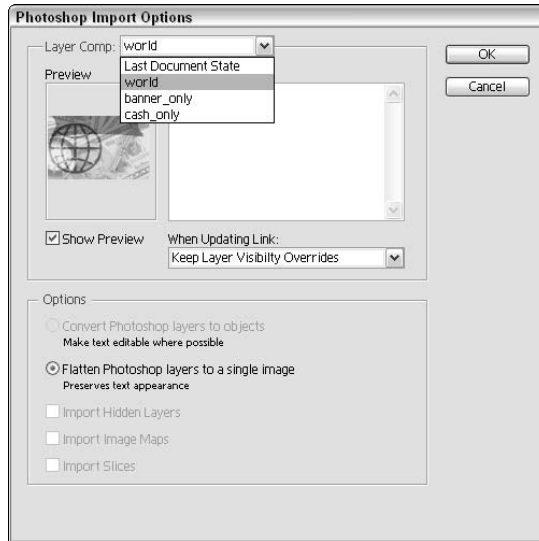 Photoshop Import Options
Layer Comp: world
Last Document State
world
banner_only
cash_only
OK
Cancel
Preview
Show Preview
When Updating Link:
Keep Layer Visibilty Overrides
Options
Convert Photoshop layers to objects
Make text editable where possible
Flatten Photoshop layers to a single image
Preserves text appearance
Import Hidden Layers
Import Image Maps
Import Slices